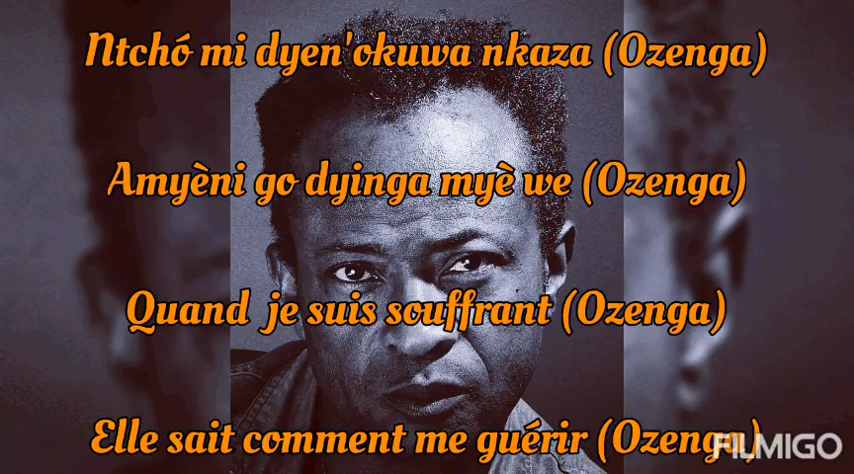 Ntchó mi dyen'okuwa nkaza (Ozenga)
Amyèni go dyinga myè we (Ozenga)
Quand je suis souffrant (Ozenga)
Elle sait comment me guérir (Ozenga)
FILMIGO